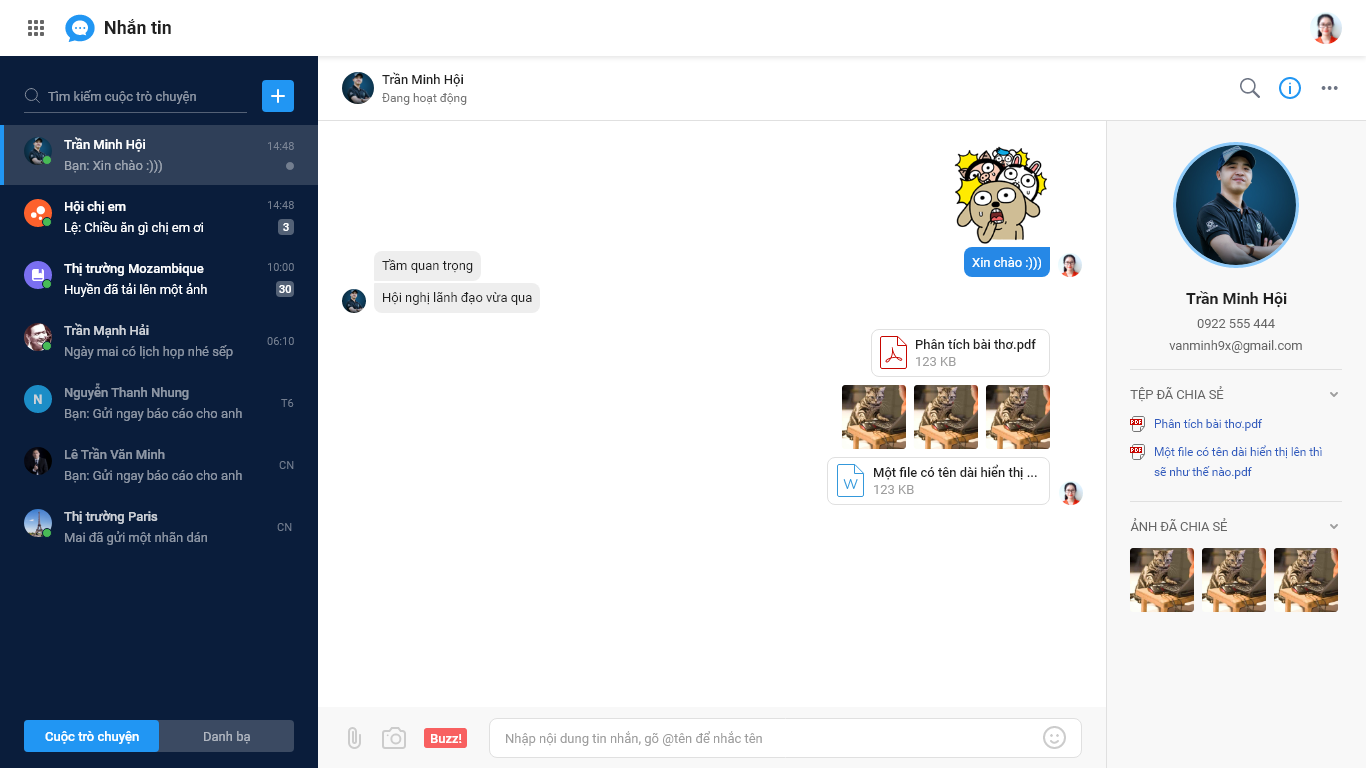 Nhắn tin
Tìm kiếm cuộc trò chuyện
Trần Minh Hội
14:48
Bạn: Xin chào :)))
Hội chị em
14:48
Lệ: Chiều ăn gì chị em ơi
3
Thị trường Mozambique
10:00
Huyền đã tải lên một ảnh
30
Trần Mạnh Hải
Ngày mai có lịch họp nhé sếp
06:10
N
Nguyễn Thanh Nhung
Bạn: Gửi ngay báo cáo cho anh
T6
Lê Trần Văn Minh
Bạn: Gửi ngay báo cáo cho anh
CN
Thị trường Paris
Mai đã gửi một nhãn dán
CN
Cuộc trò chuyện
Danh bạ
Trần Minh Hội
Đang hoạt động
Xin chào :)))
Tầm quan trọng
Hội nghị lãnh đạo vừa qua
Phân tích bài thơ.pdf
123 KB
W
Một file có tên dài hiển thị ...
123 KB
Buzz!
Nhập nội dung tin nhắn, gõ @tên để nhắc tên
Trần Minh Hội
0922 555 444
vanminh9x@gmail.com
TỆP ĐÃ CHIA SẺ
PDF
Phân tích bài thơ.pdf
PDF
Một file có tên dài hiển thị lên thì
sẽ như thế nào.pdf
ẢNH ĐÃ CHIA SẺ